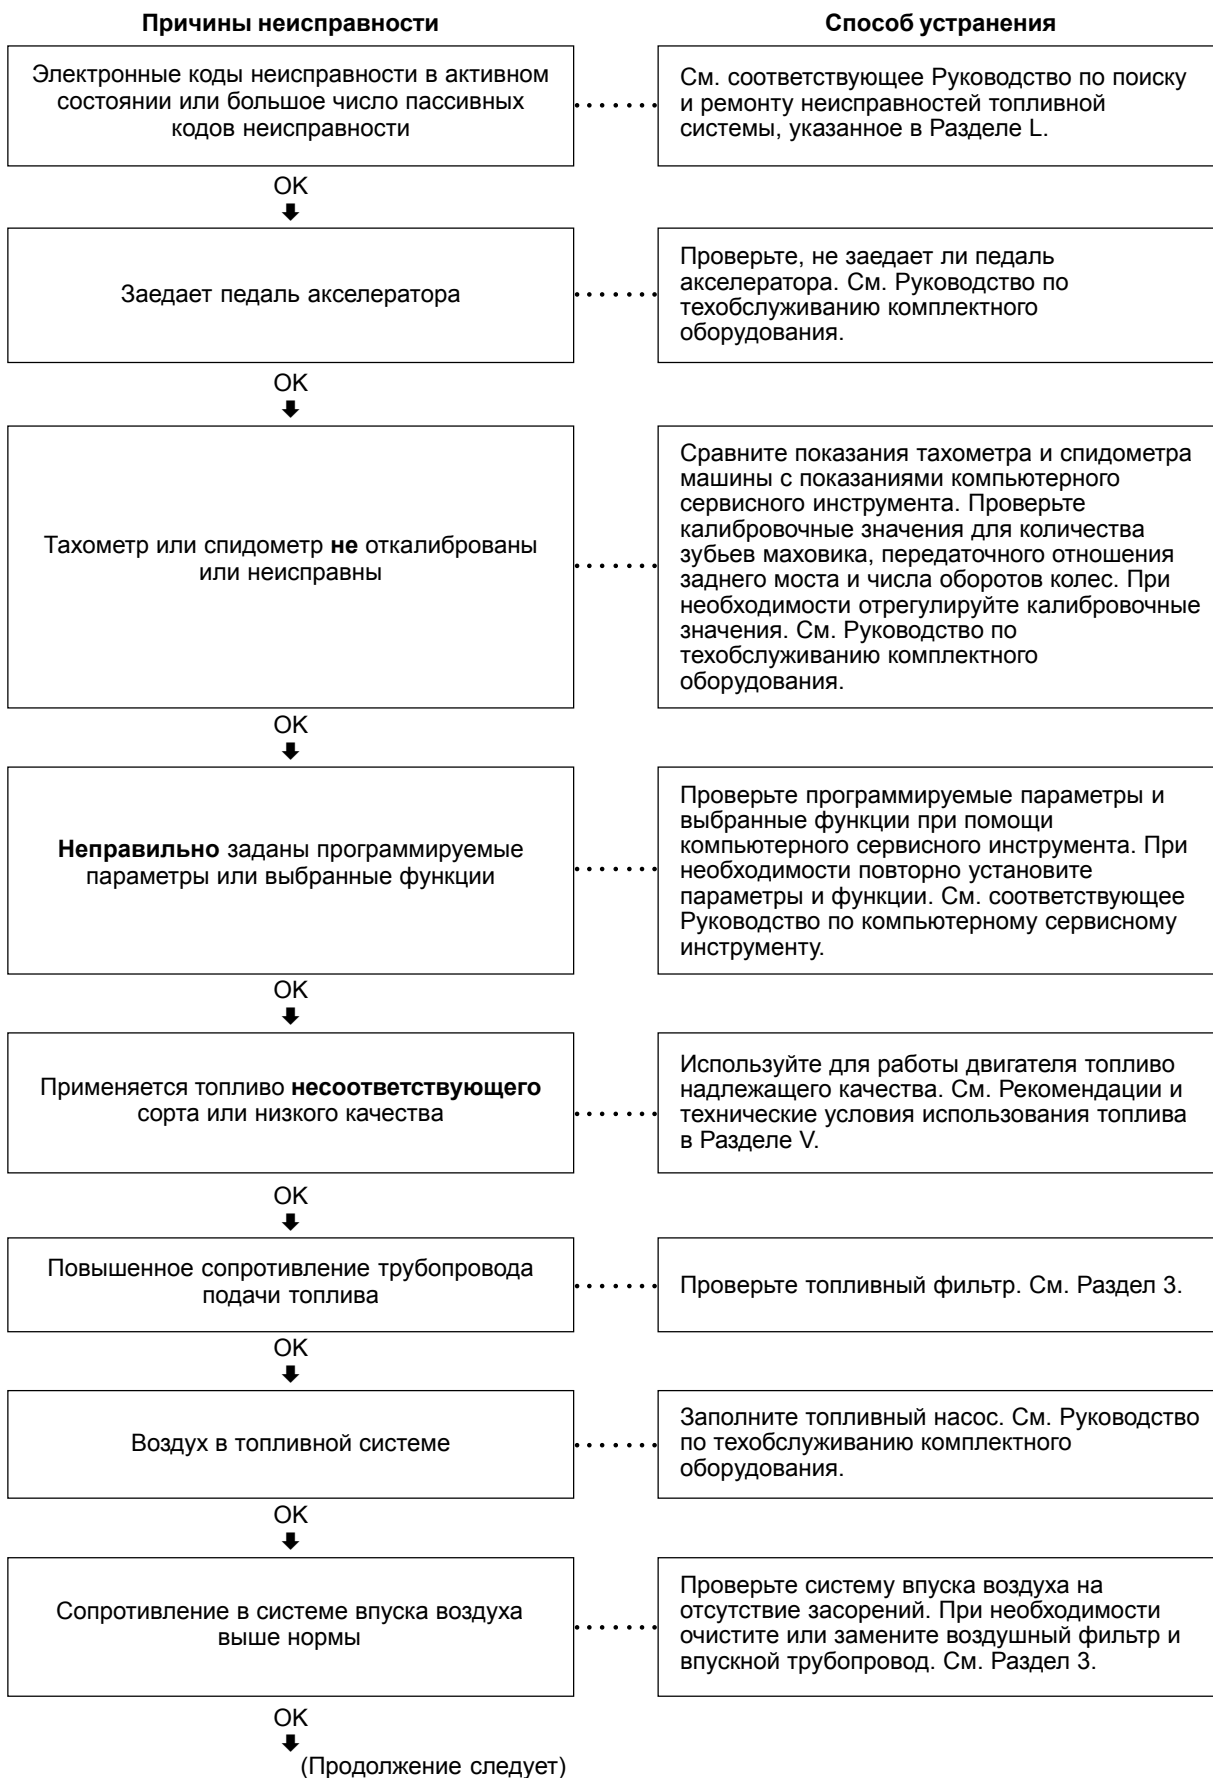 Причины неисправности
Способ устранения
Электронные коды неисправности в активном
состоянии или большое число пассивных
кодов неисправности
См. соответствующее Руководство по поиску
и ремонту неисправностей топливной
системы, указанное в Разделе L.
OK
Заедает педаль акселератора
Проверьте, не заедает ли педаль
акселератора. См. Руководство по
техобслуживанию комплектного
оборудования.
OK
Тахометр или спидометр не откалиброваны
или неисправны
Сравните показания тахометра и спидометра
машины с показаниями компьютерного
сервисного инструмента. Проверьте
калибровочные значения для количества
зубьев маховика, передаточного отношения
заднего моста и числа оборотов колес. При
необходимости отрегулируйте калибровочные
значения. См. Руководство по
техобслуживанию комплектного
оборудования.
OK
Неправильно заданы программируемые
параметры или выбранные функции
Проверьте программируемые параметры и
выбранные функции при помощи
компьютерного сервисного инструмента. При
необходимости повторно установите
параметры и функции. См. соответствующее
Руководство по компьютерному сервисному
инструменту.
OK
Применяется топливо несоответствующего
сорта или низкого качества
Используйте для работы двигателя топливо
надлежащего качества. См. Рекомендации и
технические условия использования топлива
в Разделе V.
OK
Повышенное сопротивление трубопровода
подачи топлива
Проверьте топливный фильтр. См. Раздел 3.
OK
Воздух в топливной системе
Заполните топливный насос. См. Руководство
по техобслуживанию комплектного
оборудования.
OK
Сопротивление в системе впуска воздуха
выше нормы
Проверьте систему впуска воздуха на
отсутствие засорений. При необходимости
очистите или замените воздушный фильтр и
впускной трубопровод. См. Раздел 3.
OK
(Продолжение следует)